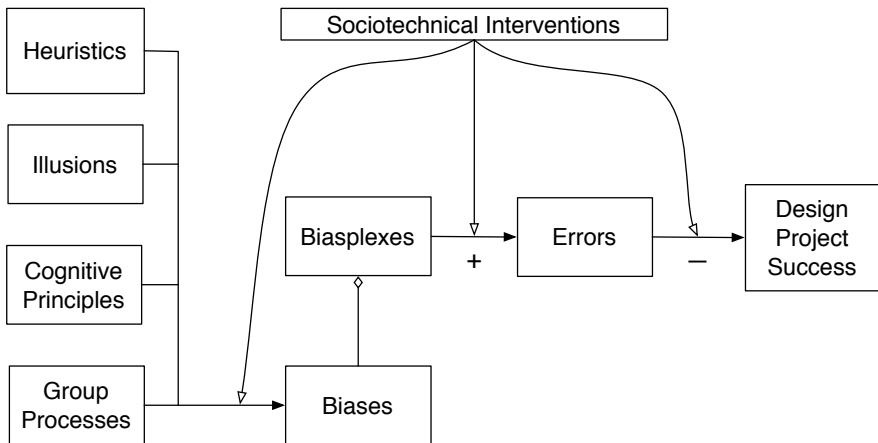 Sociotechnical Interventions
Heuristics
Illusions
Cognitive
Principles
Group
Processes
Biasplexes
+
Errors
–
Design
Project
Success
Biases